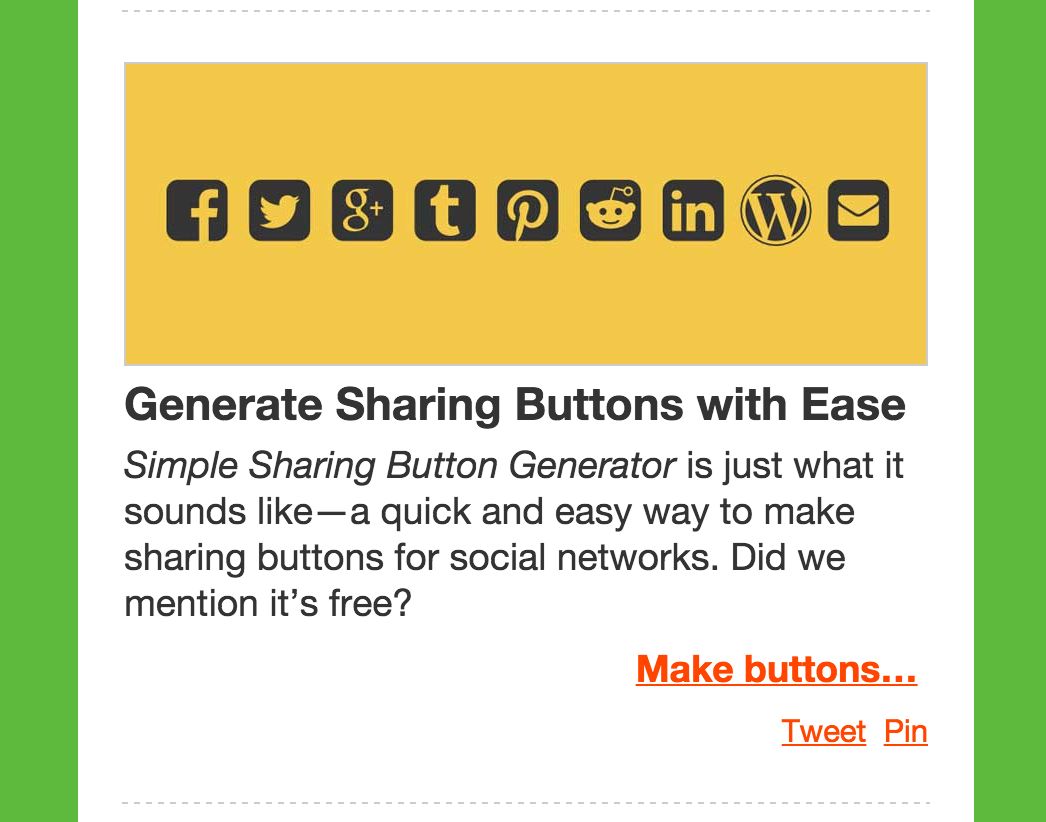 Generate Sharing Buttons with Ease
Simple Sharing Button Generator is just what it
sounds like—a quick and easy way to make
sharing buttons for social networks. Did we
mention it’s free?
Make buttons...
Tweet Pin